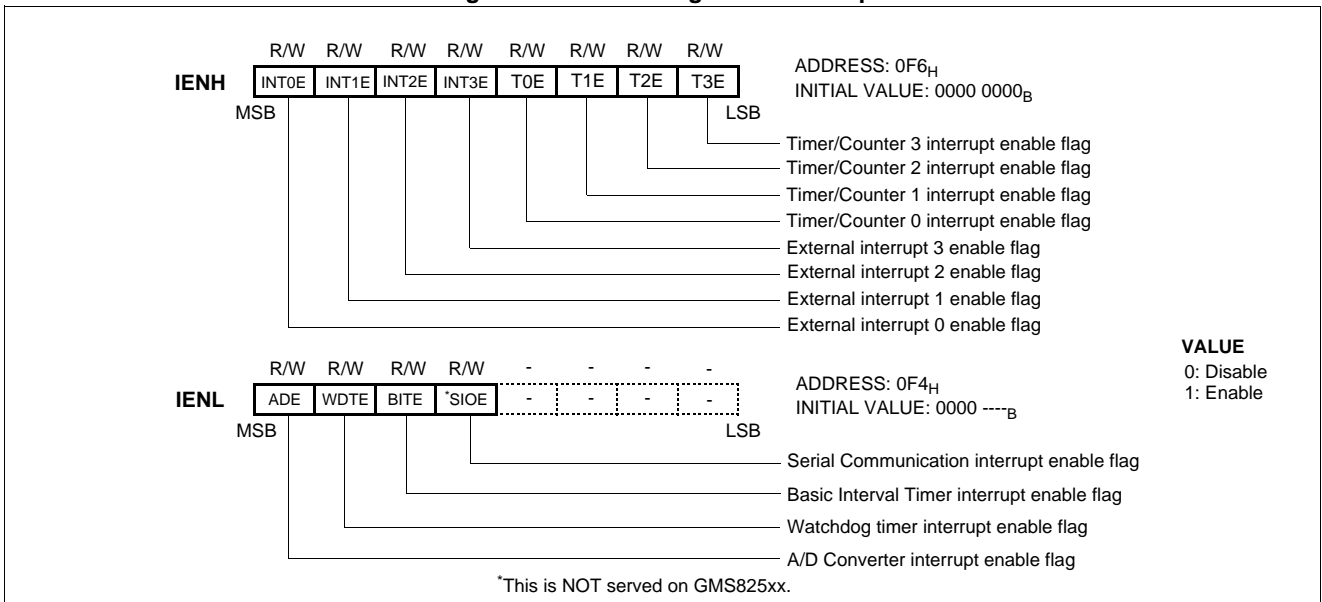 R/W R/W R/W R/W R/W R/W R/W R/W
IENH INT0E INT1E INT2E INT3E T0E T1E T2E T3E
MSB LSB
ADDRESS: 0F6H
INITIAL VALUE: 0000 0000B
Timer/Counter 3 interrupt enable flag
Timer/Counter 2 interrupt enable flag
Timer/Counter 1 interrupt enable flag
Timer/Counter 0 interrupt enable flag
External interrupt 3 enable flag
External interrupt 2 enable flag
External interrupt 1 enable flag
External interrupt 0 enable flag
VALUE
0: Disable
1: Enable
R/W R/W R/W R/W - - - -
IENL ADE WDTE BITE *SIOE - - - -
MSB LSB
ADDRESS: 0F4H
INITIAL VALUE: 0000 ----B
Serial Communication interrupt enable flag
Basic Interval Timer interrupt enable flag
Watchdog timer interrupt enable flag
A/D Converter interrupt enable flag
*This is NOT served on GMS825xx.